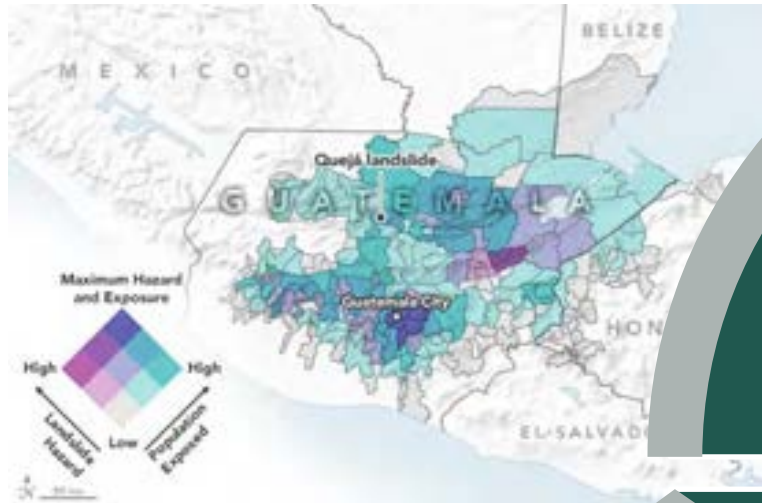 BELIZE
MEXICO
Quejá landslide
GUATEMALA
Maximum Hazard
and Exposure
Guatemala City
High
High
HON
Landslide
Hazard
Low
Population
Exposed
EL SALVADO
N